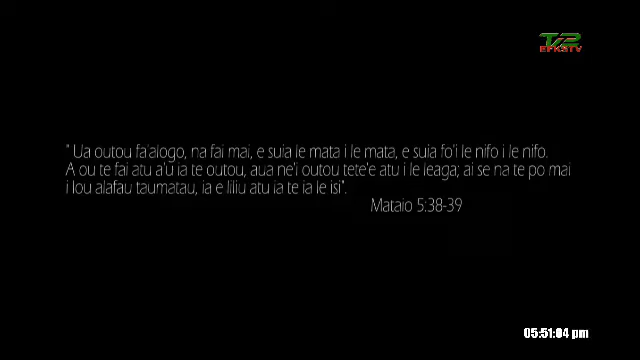 TV2
EFKSTV
" Ua outou fa'alogo, na fai mai, e suia le mata i le mata, e suia fo'i le nifo i le nifo.
A ou te fai atu a'u ia te outou, aua ne'i outou tete'e atu i le leaga; ai se na te po mai
i lou alafau taumatau, ia e liliu atu ia te ia le isi".
Mataio 5:38-39
05:51:04 pm